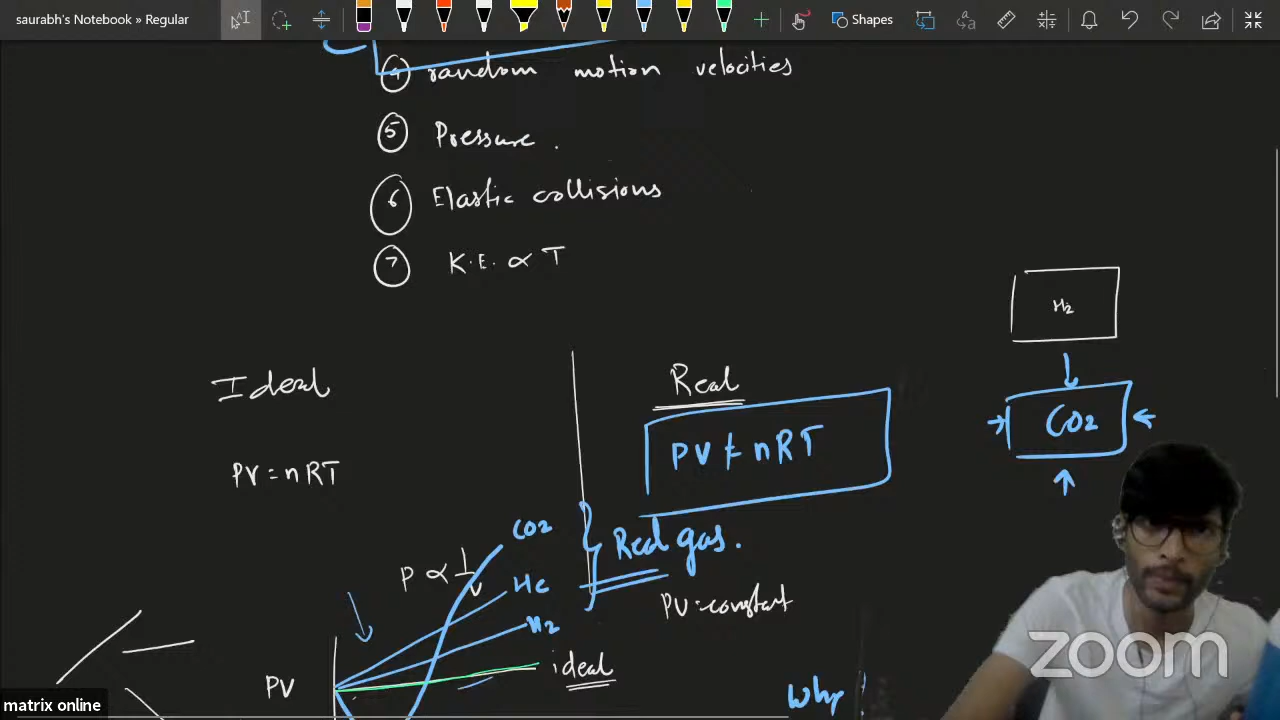 saurabh's Notebook » Regular
Shapes
④ random motion velocities
⑤ Pressure.
⑥ Elastic collisions
⑦ K.E. ∝ T
H₂
Ideal
Real
CO₂
PV ≠ nRT
PV = nRT
CO₂
Real gas.
P ∝ 1/V
He
PV = constant
H₂
ideal
PV
Why
zoom
matrix online